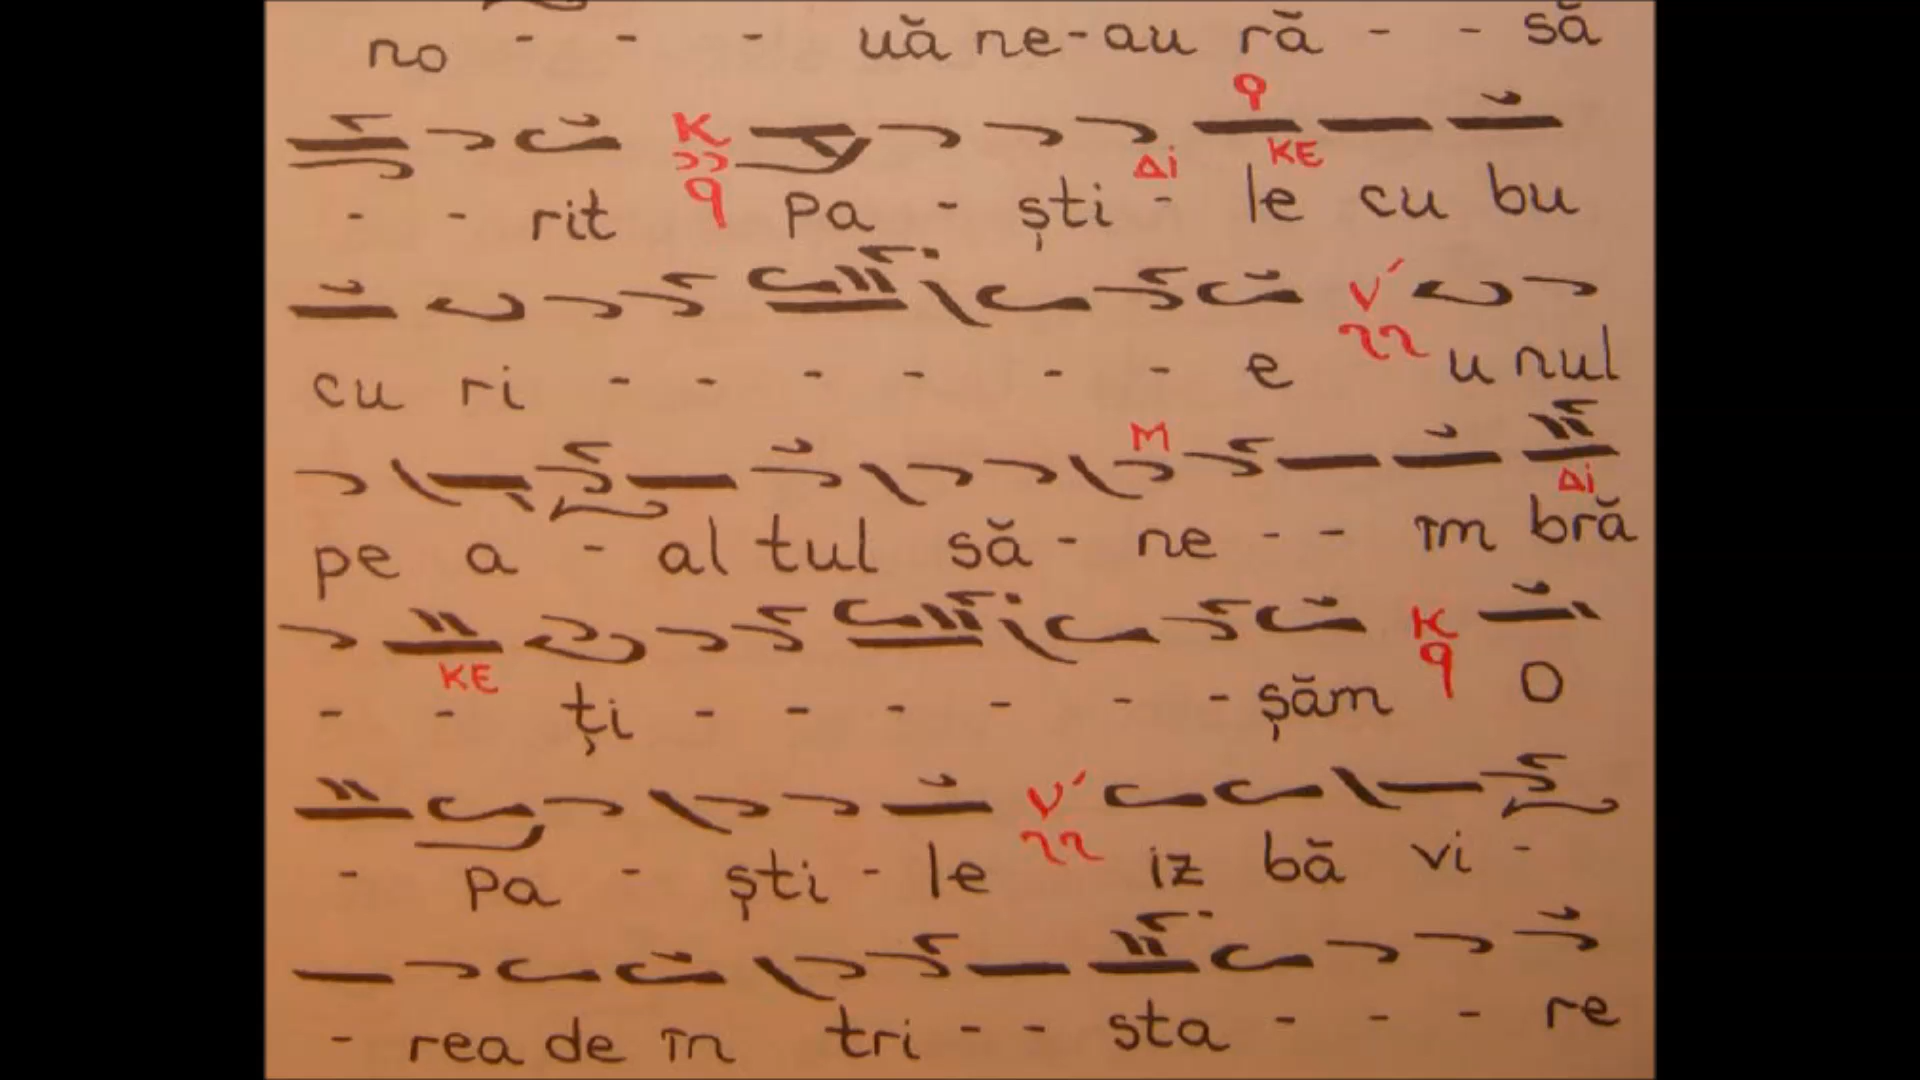 no - - - uă ne-au ră - - să
- - rit Pa - ști - le cu bu
cu ri - - - - - - e u nul
pe a - al tul să - ne - - îm bră
- - ți - - - - - - șăm O
- Pa - ști - le iz bă vi -
- rea de în tri - - sta - - - re